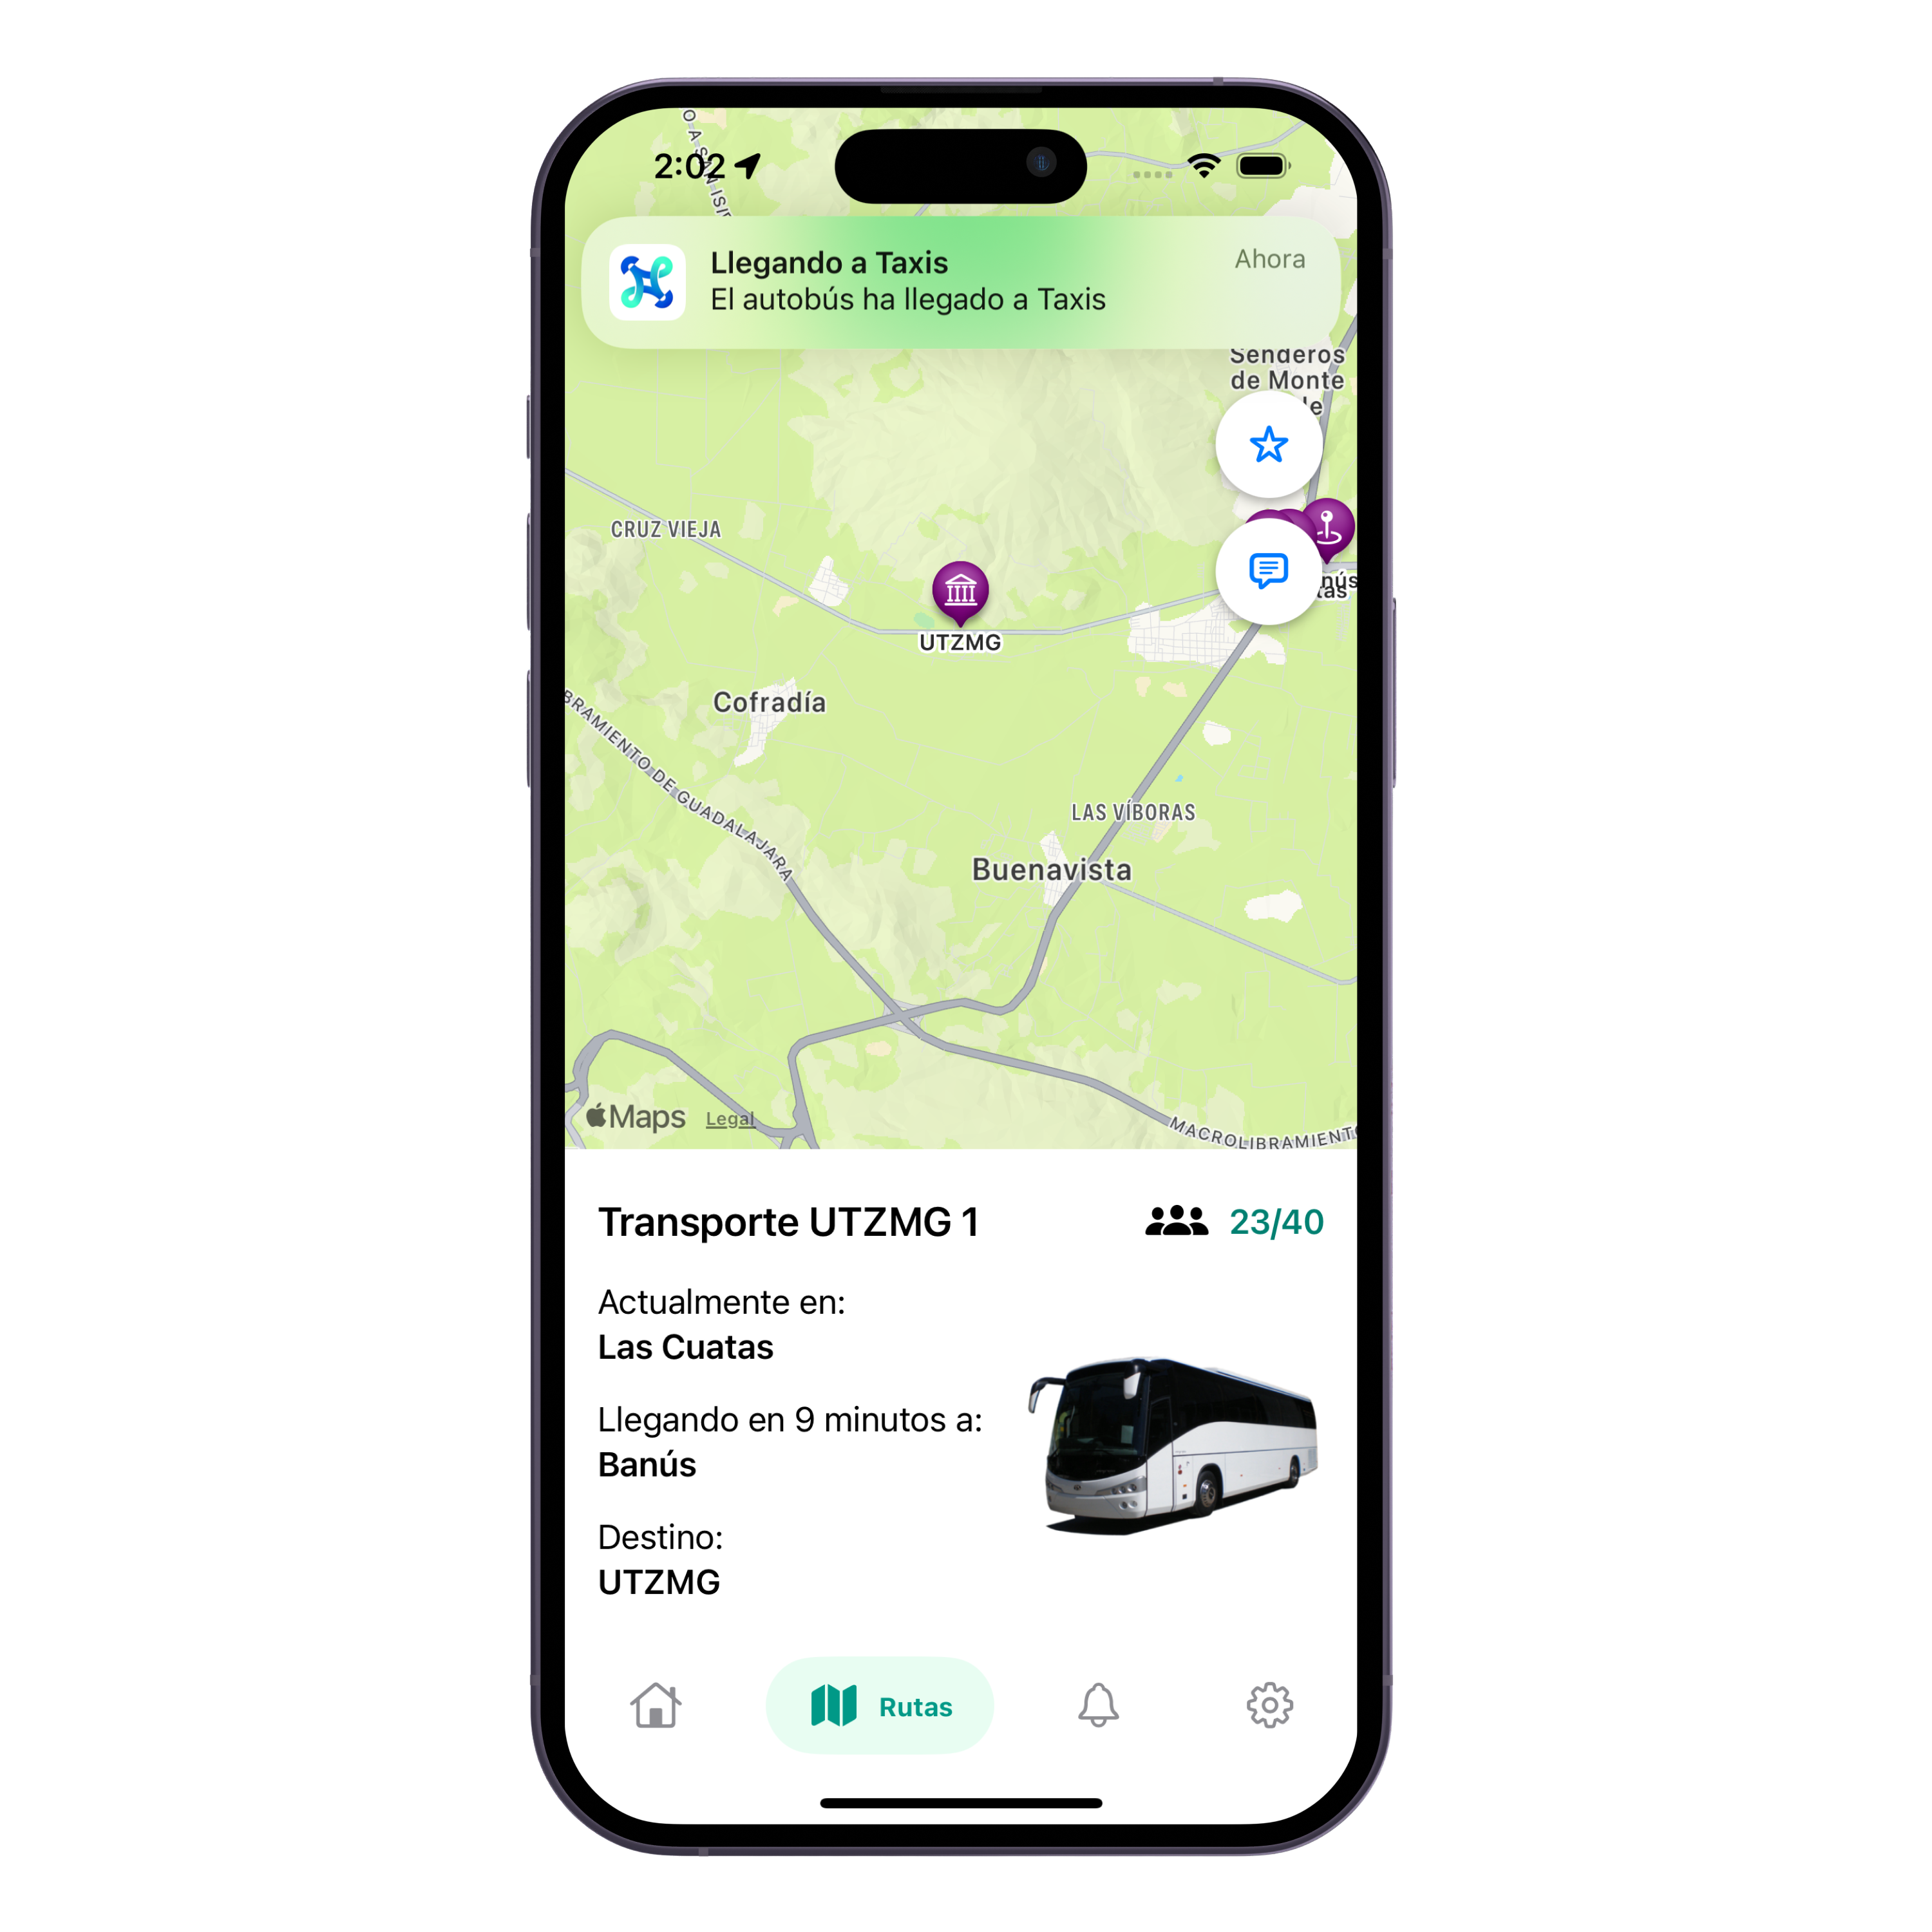 2:02
Llegando a Taxis
Ahora
El autobús ha llegado a Taxis
Senderos
de Monte
CRUZ VIEJA
UTZMG
Cofradía
BRAMIENTO DE GUADALAJARA
LAS VÍBORAS
Buenavista
Maps
Legal
MACROLIBRAMIENTO
Transporte UTZMG 1
23/40
Actualmente en:
Las Cuatas
Llegando en 9 minutos a:
Banús
Destino:
UTZMG
Rutas